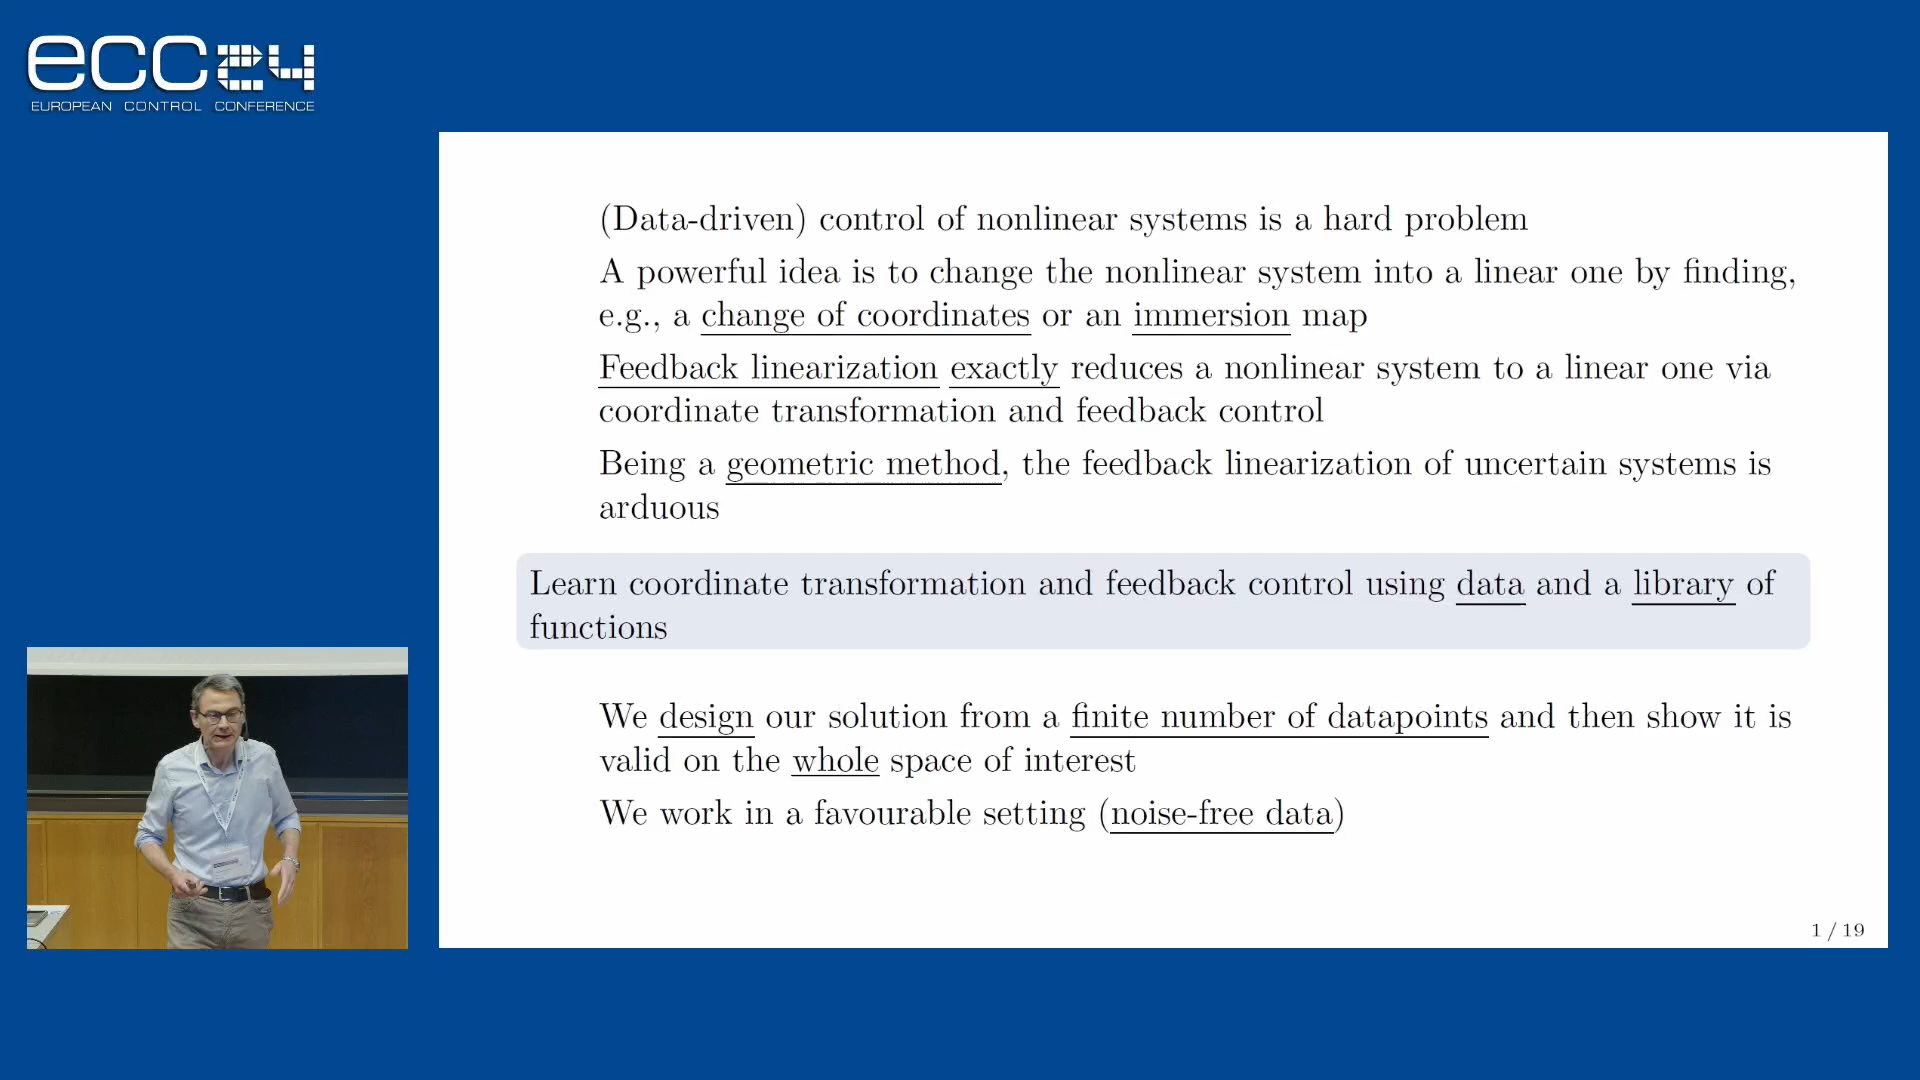 ecc24
EUROPEAN CONTROL CONFERENCE
(Data-driven) control of nonlinear systems is a hard problem
A powerful idea is to change the nonlinear system into a linear one by finding,
e.g., a change of coordinates or an immersion map
Feedback linearization exactly reduces a nonlinear system to a linear one via
coordinate transformation and feedback control
Being a geometric method, the feedback linearization of uncertain systems is
arduous
Learn coordinate transformation and feedback control using data and a library of
functions
We design our solution from a finite number of datapoints and then show it is
valid on the whole space of interest
We work in a favourable setting (noise-free data)
1 / 19